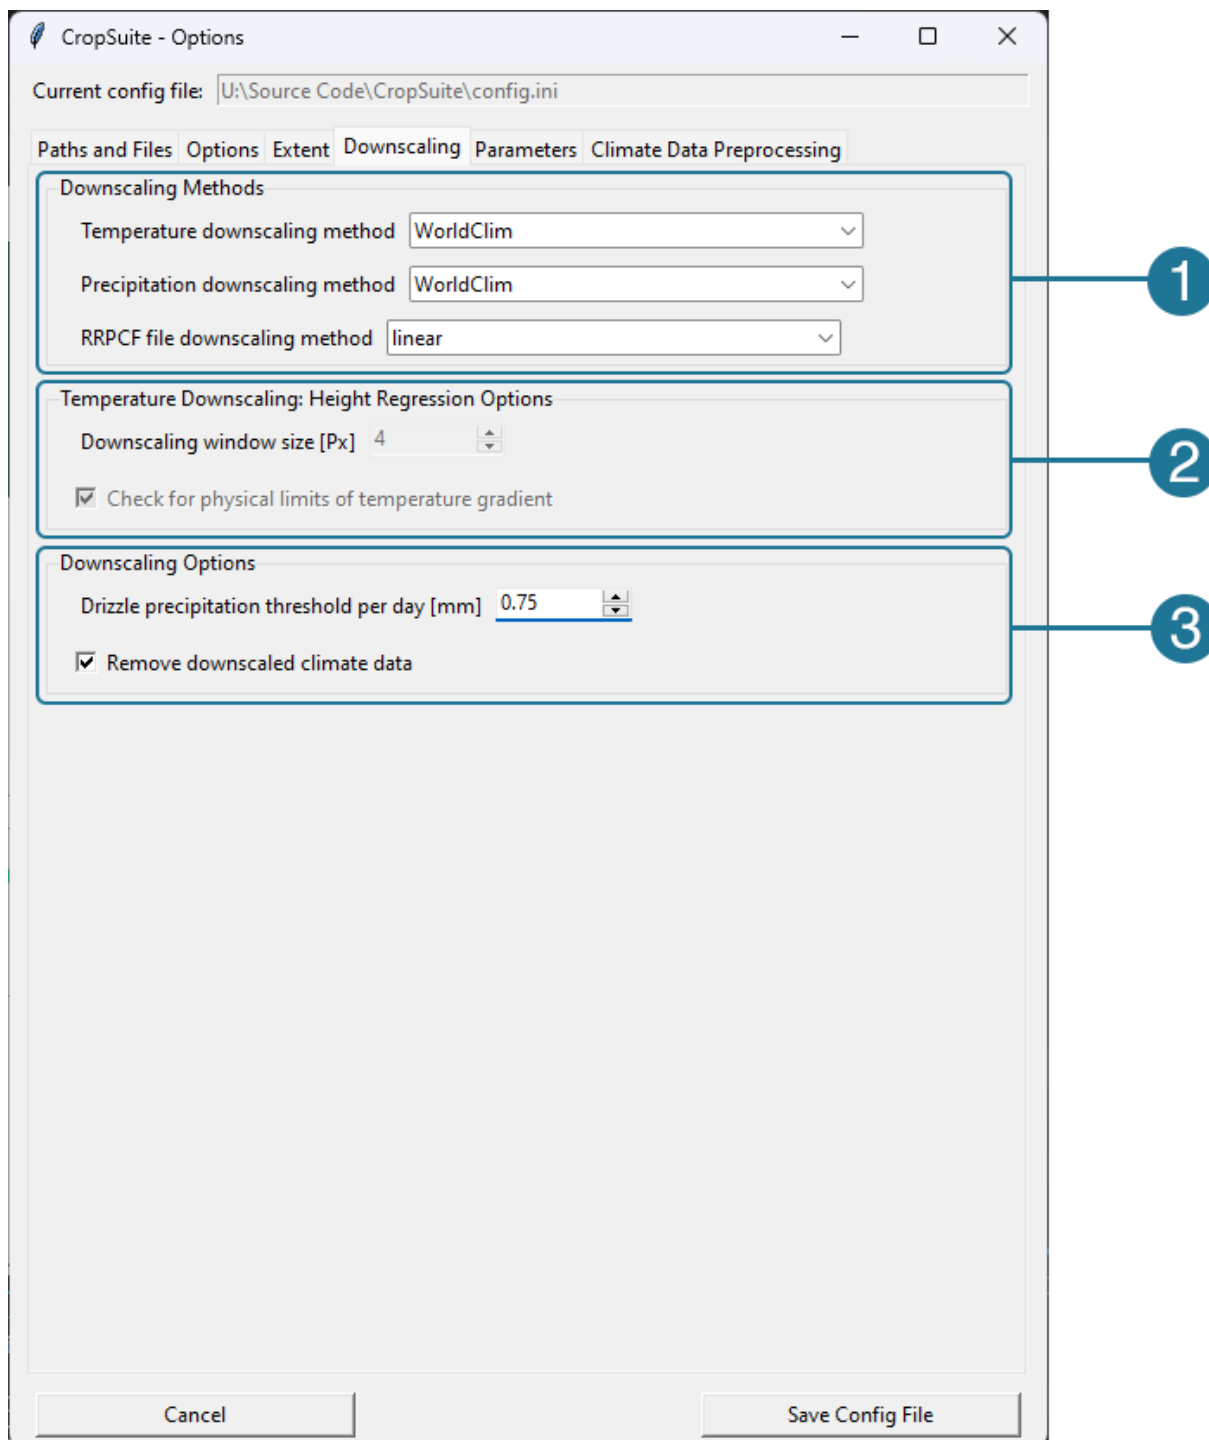 CropSuite - Options
Current config file: U:\Source Code\CropSuite\config.ini
Paths and Files Options Extent Downscaling Parameters Climate Data Preprocessing
Downscaling Methods
Temperature downscaling method WorldClim
Precipitation downscaling method WorldClim
1
RRPCF file downscaling method linear
Temperature Downscaling: Height Regression Options
Downscaling window size [Px] 4
2
Check for physical limits of temperature gradient
Downscaling Options
Drizzle precipitation threshold per day [mm] 0.75
3
Remove downscaled climate data
Cancel Save Config File